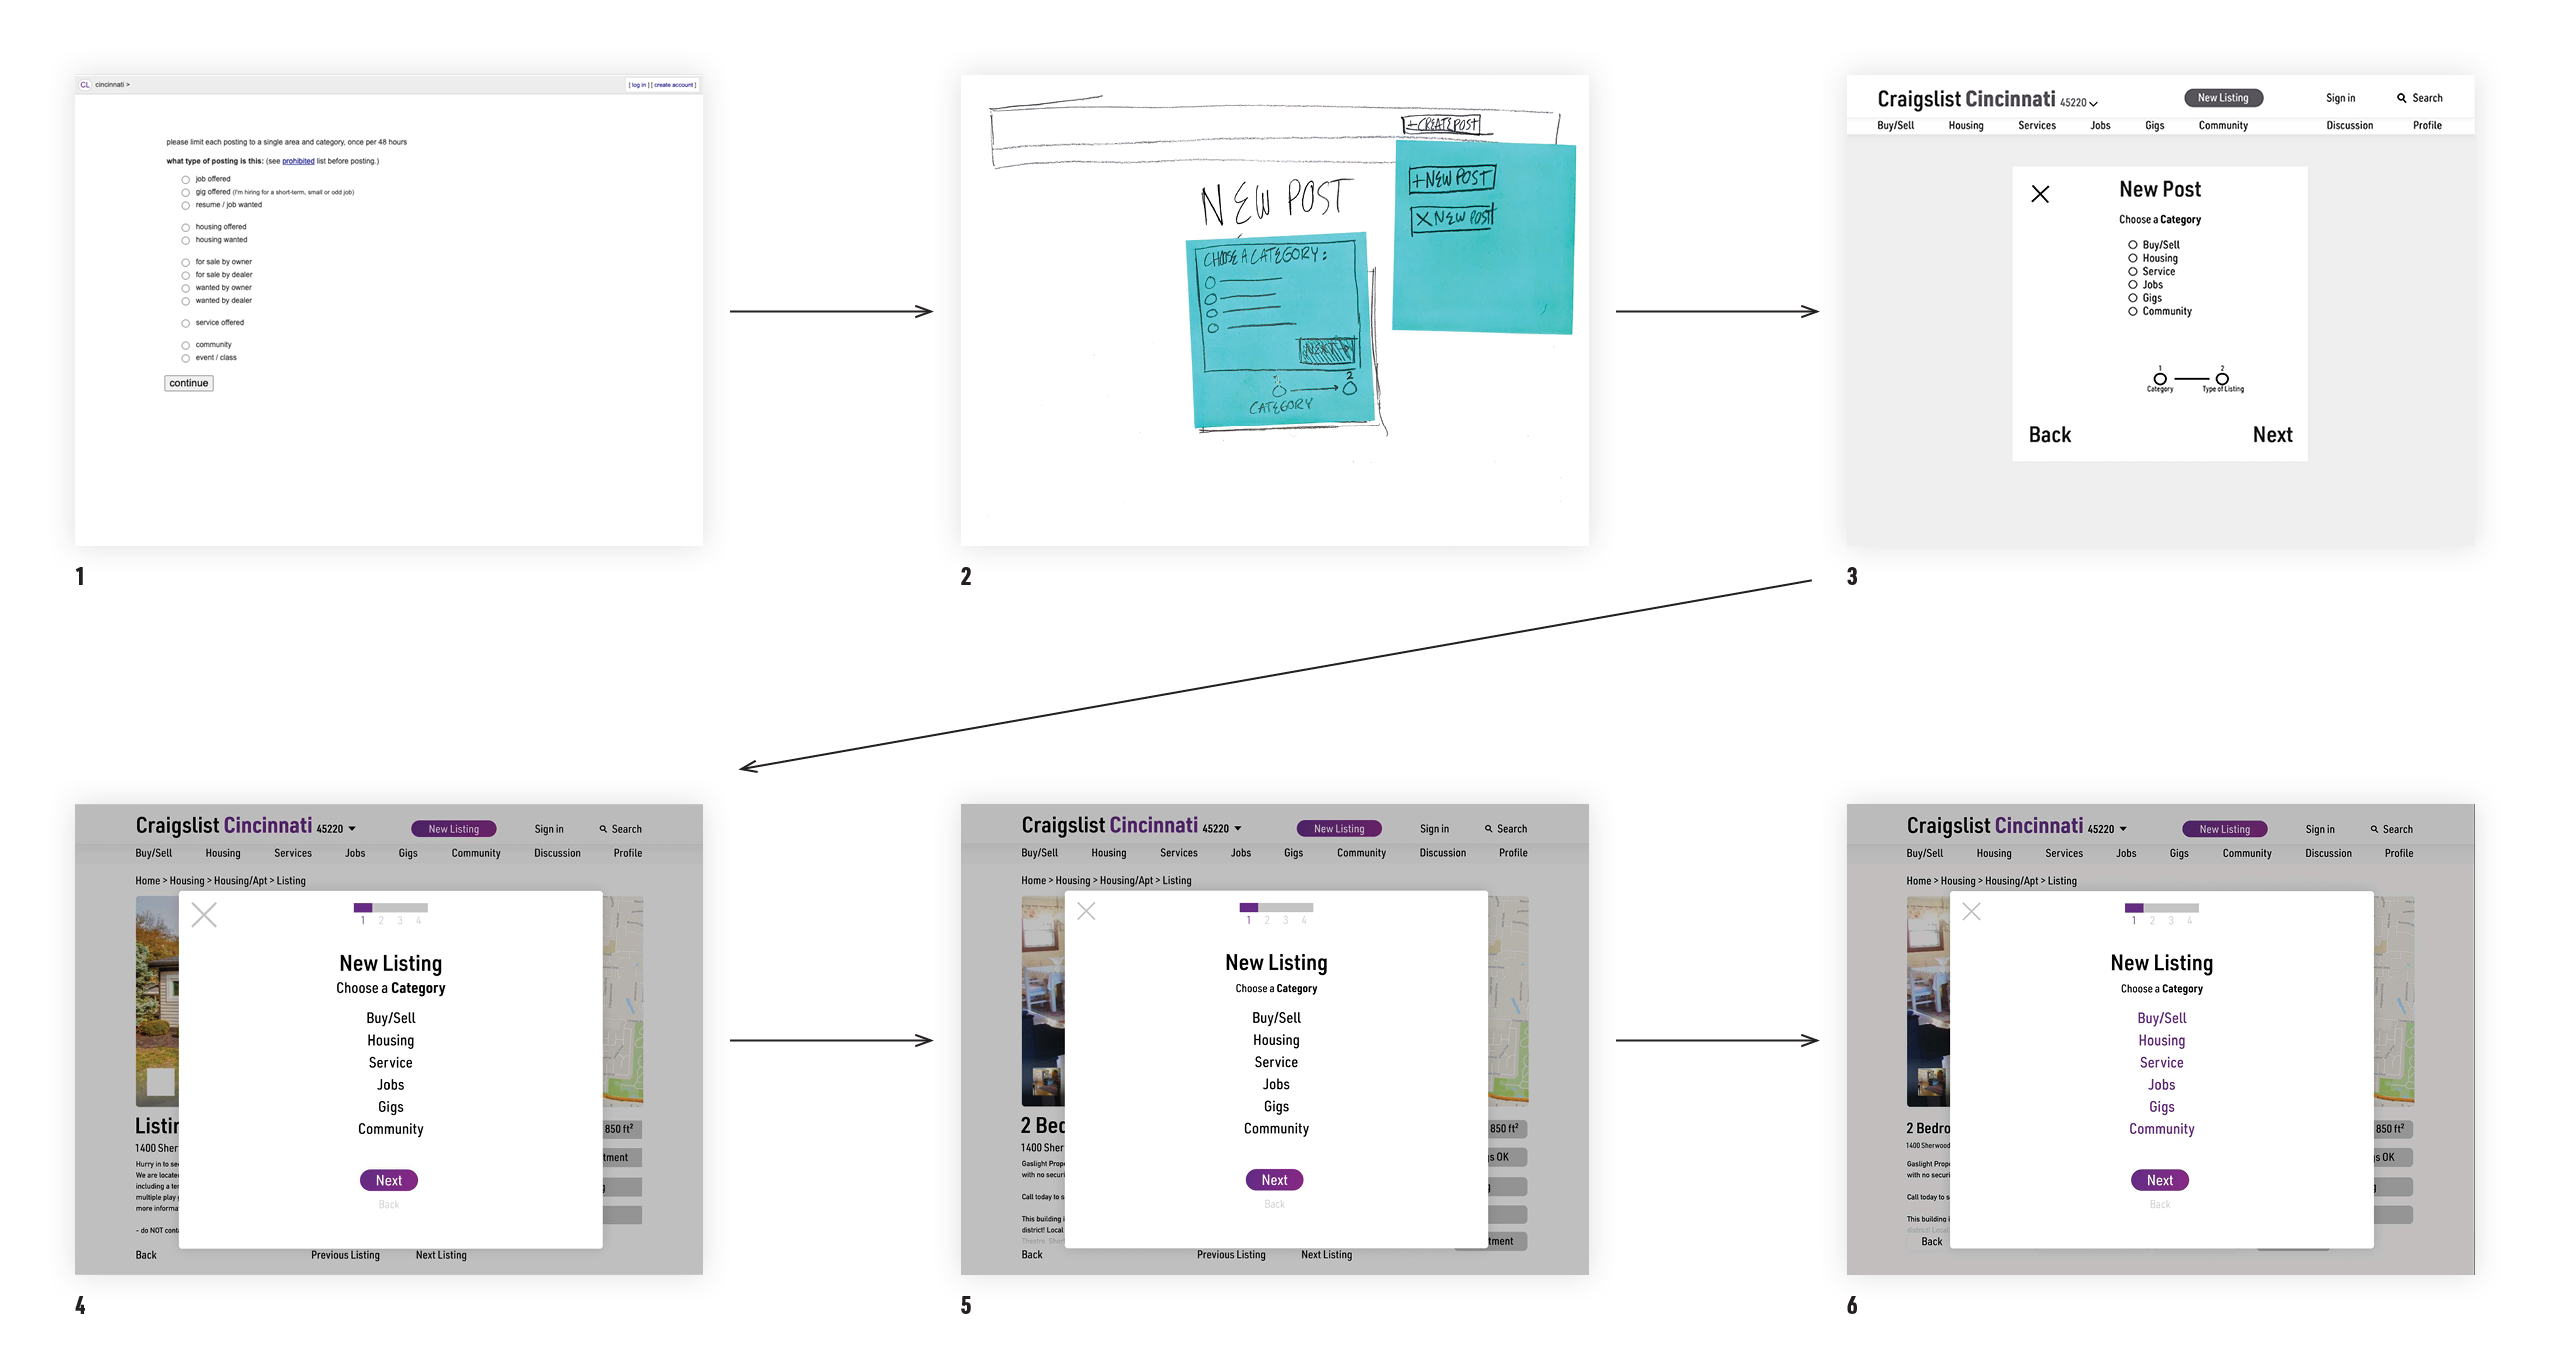 CL cincinnati >
[ log in ] [ create account ]
please limit each posting to a single area and category, once per 48 hours
what type of posting is this: (see prohibited list before posting.)
job offered
gig offered (I'm hiring for a short-term, small or odd job)
resume / job wanted
housing offered
housing wanted
for sale by owner
for sale by dealer
wanted by owner
wanted by dealer
service offered
community
event / class
continue
1
+CREATE POST
NEW POST
+NEW POST
X NEW POST
CHOOSE A CATEGORY:
NEXT
1 2
CATEGORY
2
Craigslist Cincinnati 45220
New Listing
Sign in
Search
Buy/Sell Housing Services Jobs Gigs Community Discussion Profile
New Post
Choose a Category
Buy/Sell
Housing
Service
Jobs
Gigs
Community
1 2
Category Type of Listing
Back Next
3
Craigslist Cincinnati 45220
New Listing
Sign in
Search
Buy/Sell Housing Services Jobs Gigs Community Discussion Profile
Home > Housing > Housing/Apt > Listing
1 2 3 4
New Listing
Choose a Category
Buy/Sell
Housing
Service
Jobs
Gigs
Community
Next
Back
Listin
850 ft²
1400 Sher
Hurry in to se
tment
We are locate
including a te
g
multiple play
more informa
- do NOT conta
Back Previous Listing Next Listing
4
Craigslist Cincinnati 45220
New Listing
Sign in
Search
Buy/Sell Housing Services Jobs Gigs Community Discussion Profile
Home > Housing > Housing/Apt > Listing
1 2 3 4
New Listing
Choose a Category
Buy/Sell
Housing
Service
Jobs
Gigs
Community
Next
Back
2 Bed
850 ft²
1400 Sher
Gaslight Prop
s OK
with no securi
Call today to s
This building i
district! Local
Theatre, Shor
tment
Back Previous Listing Next Listing
5
Craigslist Cincinnati 45220
New Listing
Sign in
Search
Buy/Sell Housing Services Jobs Gigs Community Discussion Profile
Home > Housing > Housing/Apt > Listing
1 2 3 4
New Listing
Choose a Category
Buy/Sell
Housing
Service
Jobs
Gigs
Community
Next
Back
2 Bedro
850 ft²
1400 Sherwood
Gaslight Prope
s OK
with no securi
Call today to s
This building i
district! Local
Back
6